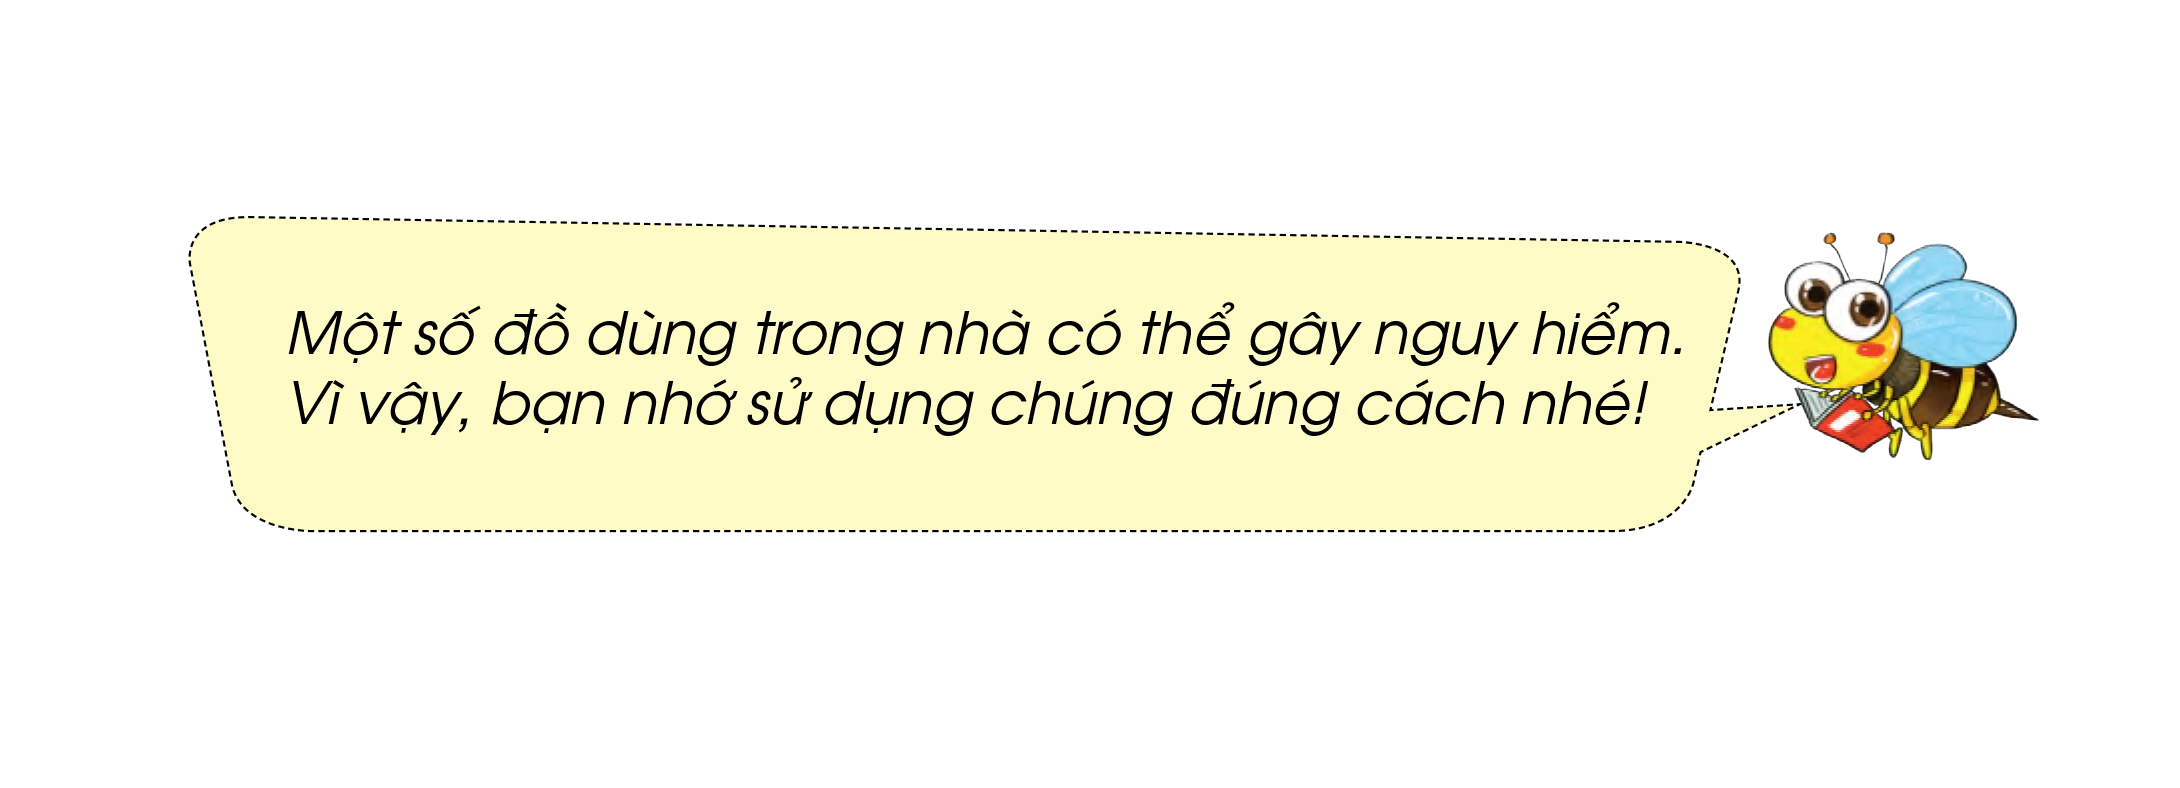 Một số đồ dùng trong nhà có thể gây nguy hiểm.
Vì vậy, bạn nhớ sử dụng chúng đúng cách nhé!